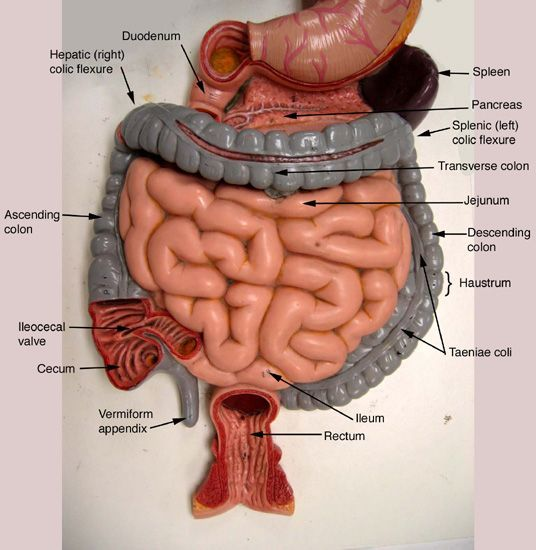 Duodenum
Hepatic (right)
colic flexure
Spleen
Pancreas
Splenic (left)
colic flexure
Transverse colon
Jejunum
Ascending
colon
Descending
colon
Haustrum
Ileocecal
valve
Taeniae coli
Cecum
Vermiform
appendix
Ileum
Rectum